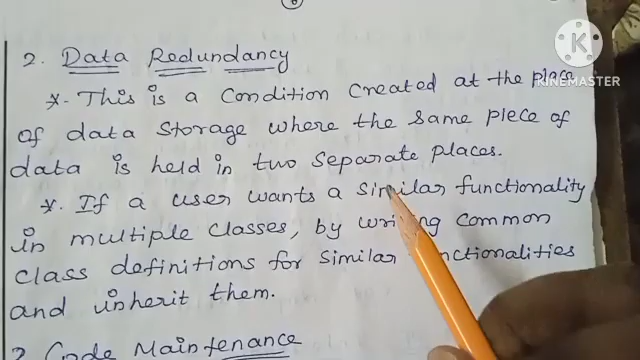 2. Data Redundancy
*. This is a condition created at the place
of data storage where the same piece of
data is held in two separate places.
*. If a user wants a similar functionality
in multiple classes, by writing common
class definitions for similar functionalities
and inherit them.
3. Code Maintenance
KINEMASTER